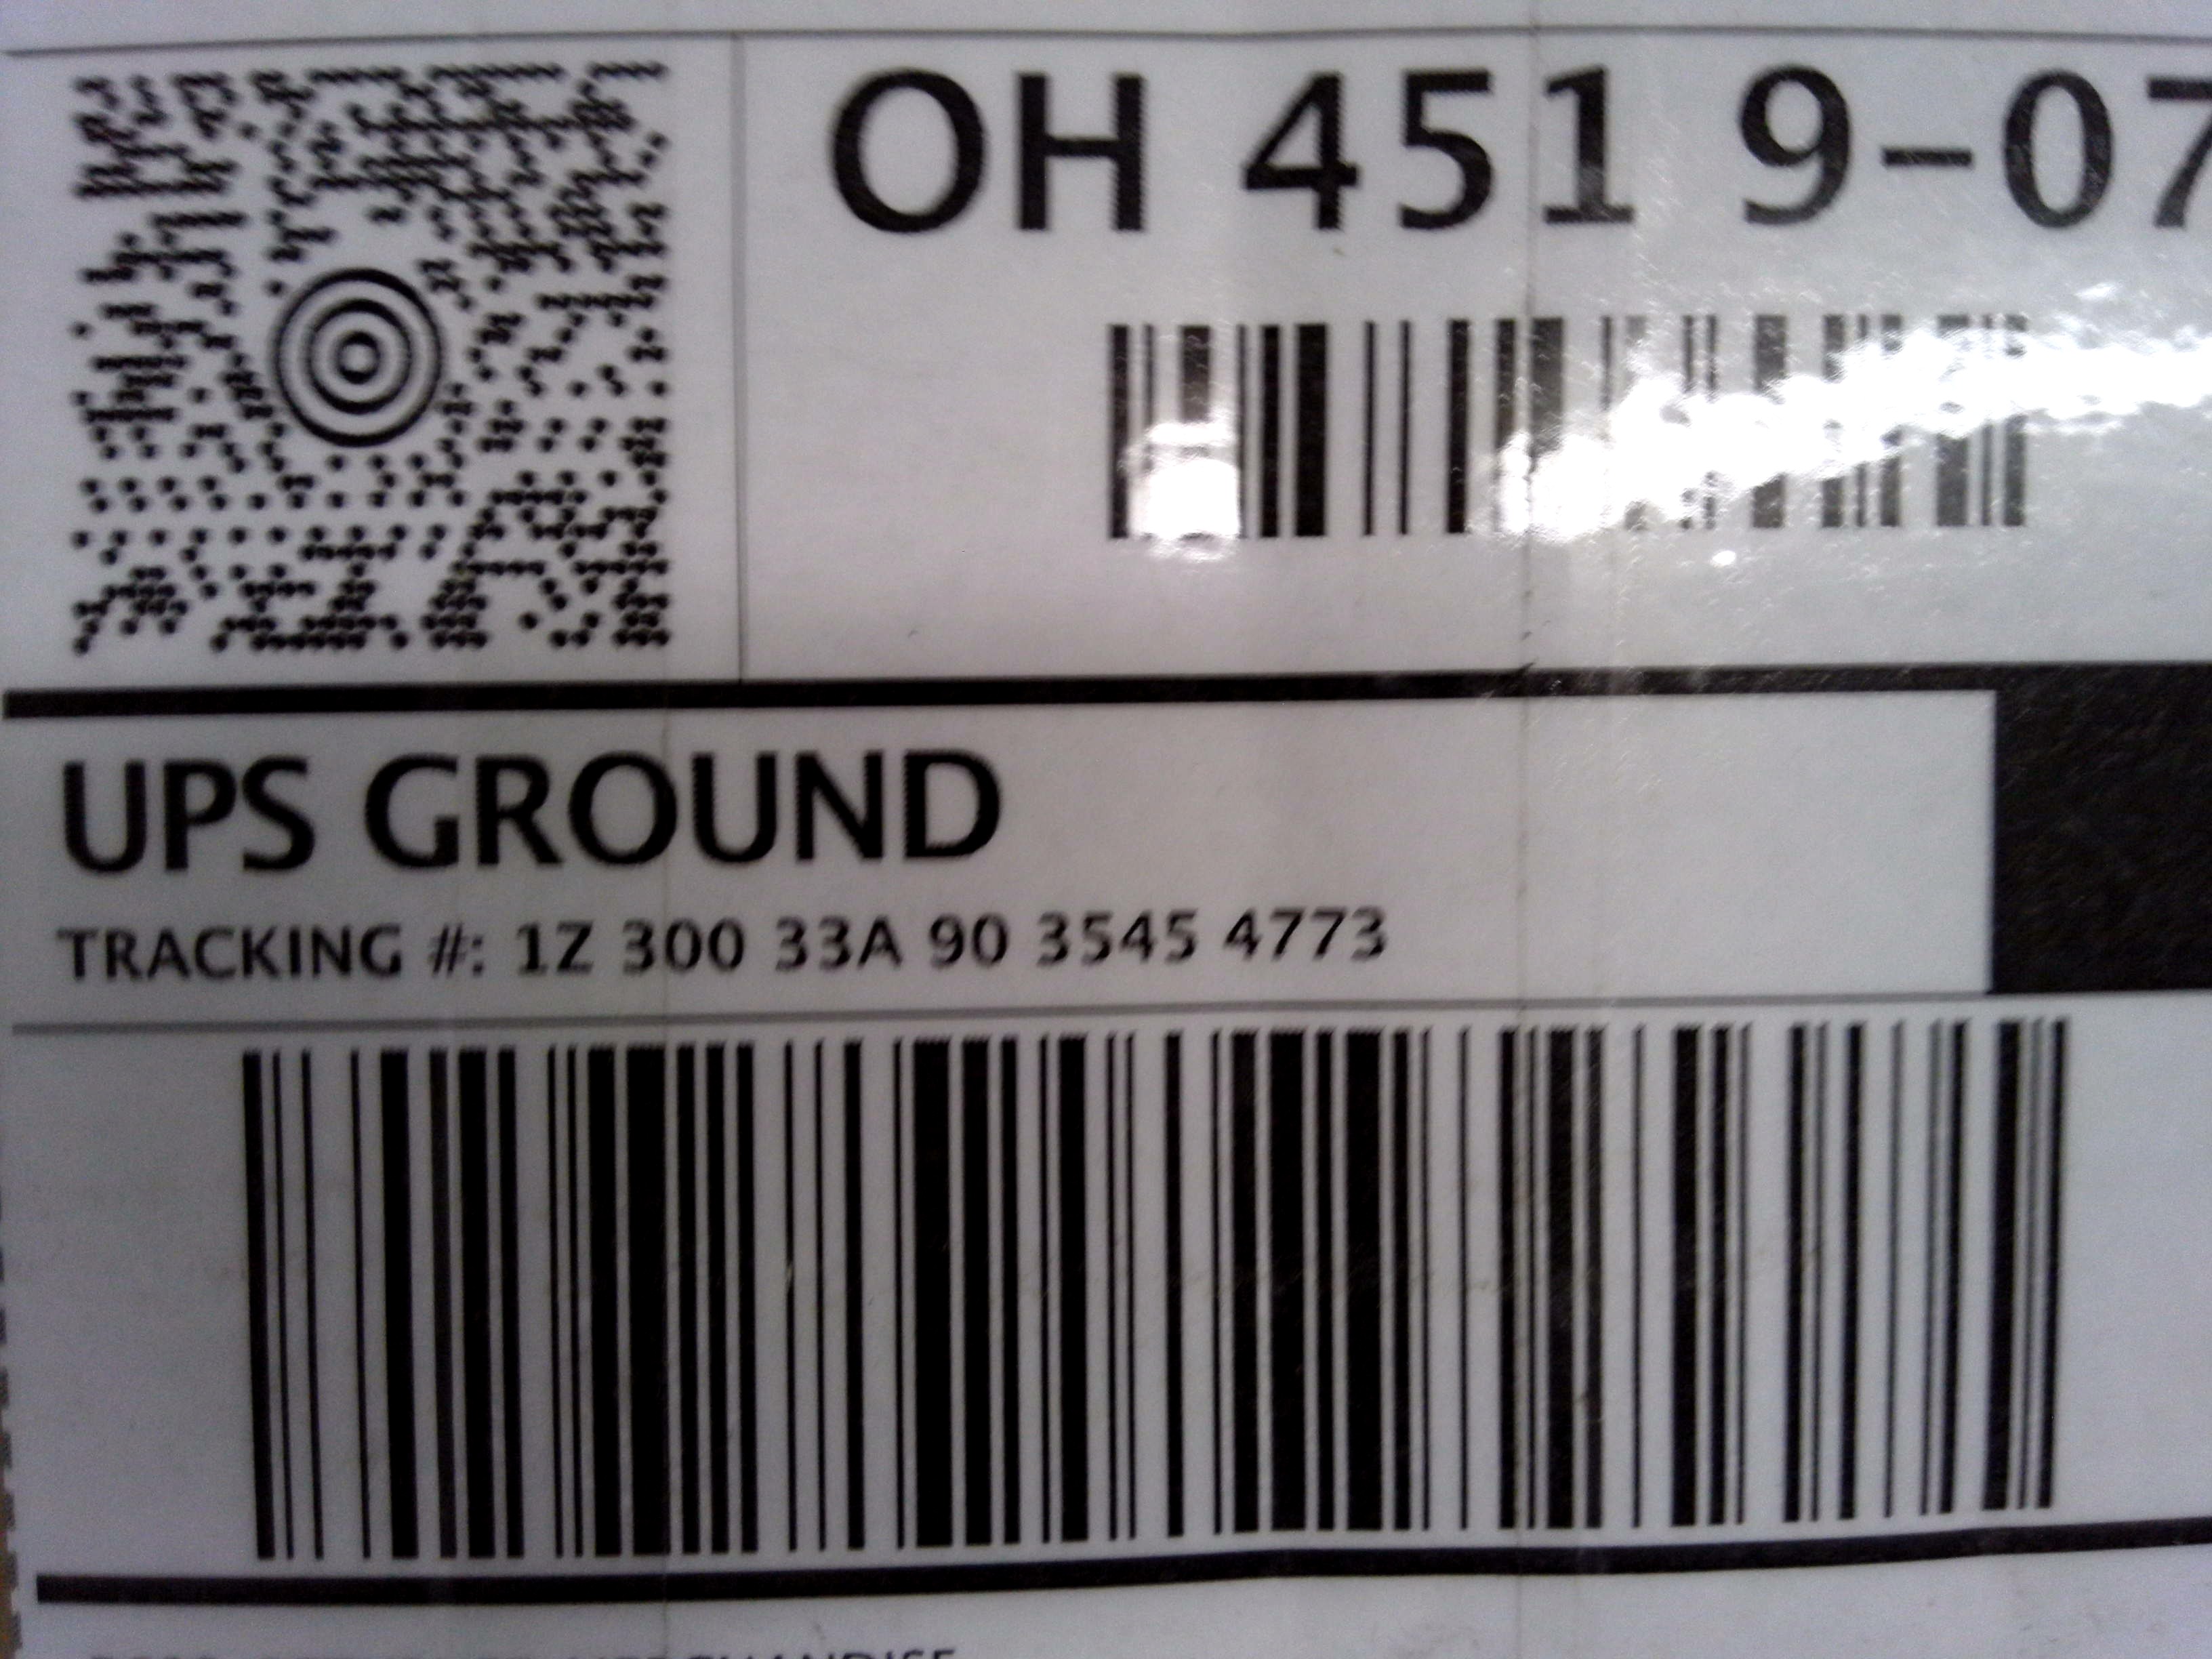 OH 451 9-07
UPS GROUND
TRACKING #: 1Z 300 33A 90 3545 4773